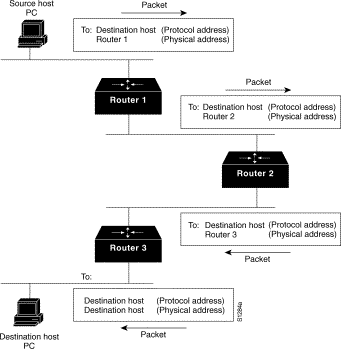 Source host
PC
Packet
To: Destination host (Protocol address)
Router 1 (Physical address)
Router 1
Packet
To: Destination host (Protocol address)
Router 2 (Physical address)
Router 2
To: Destination host (Protocol address)
Router 3 (Physical address)
Router 3
Packet
To:
Destination host (Protocol address)
Destination host (Physical address)
S1284a
Destination host
PC
Packet